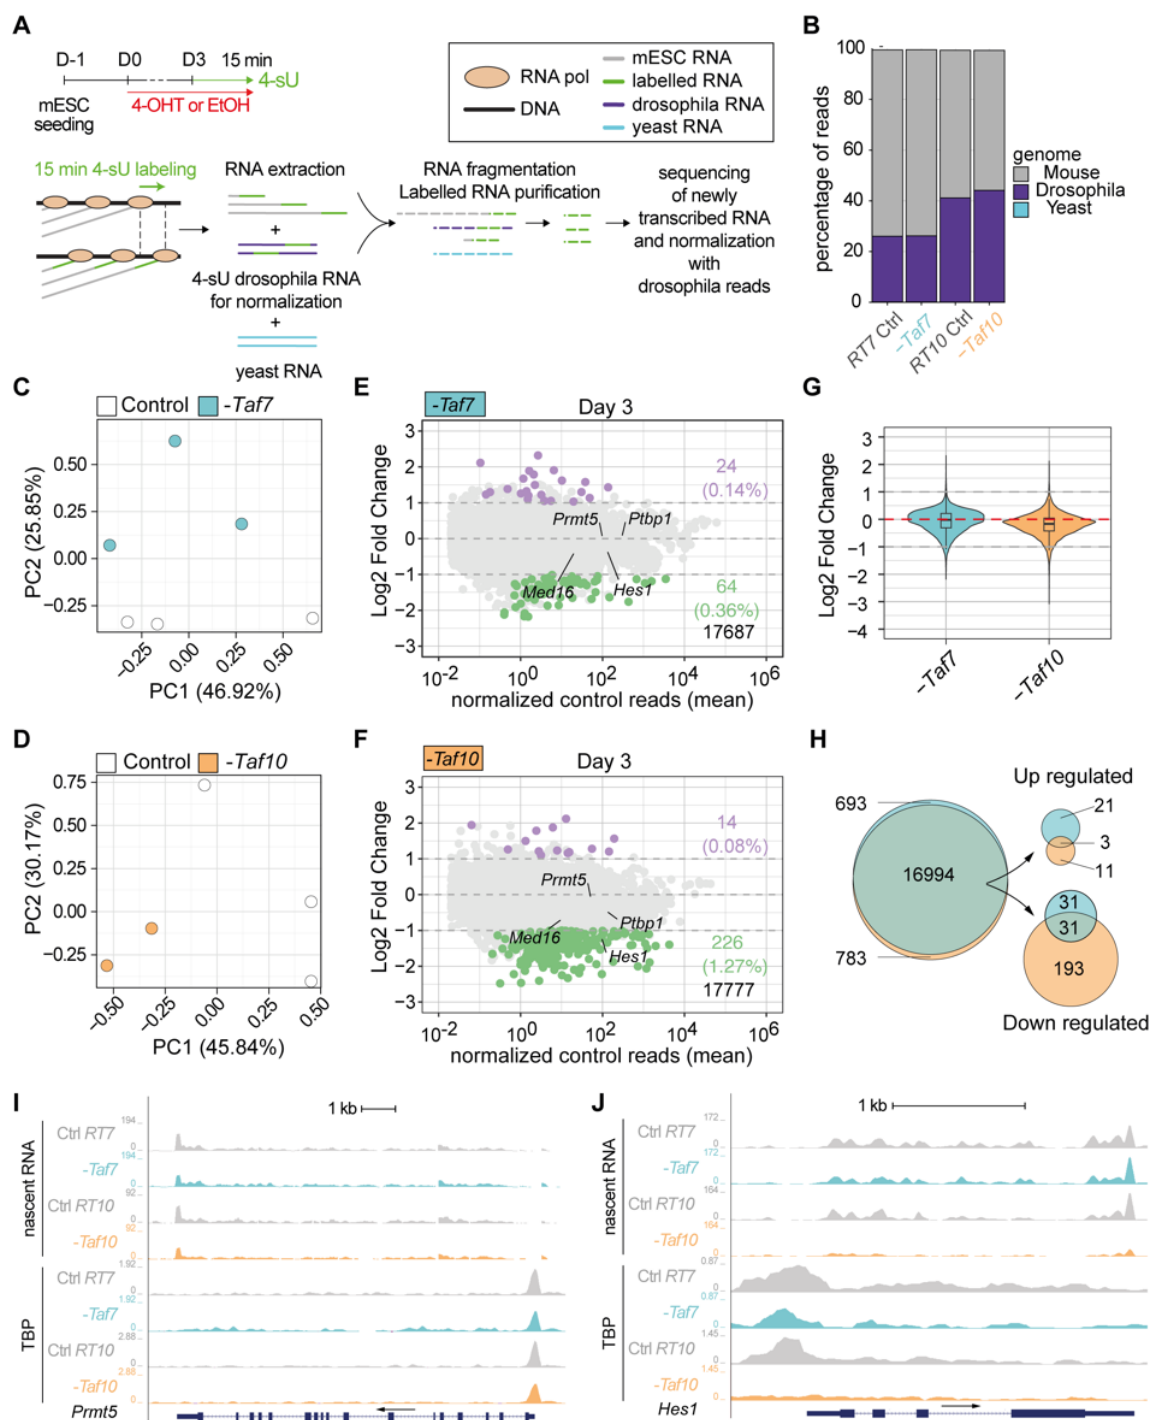 A
D-1 D0 D3 15 min
4-sU
4-OHT or EtOH
mESC
seeding
RNA pol
DNA
mESC RNA
labelled RNA
drosophila RNA
yeast RNA
15 min 4-sU labeling
RNA extraction
+
4-sU drosophila RNA
for normalization
+
yeast RNA
RNA fragmentation
Labelled RNA purification
sequencing
of newly
transcribed RNA
and normalization
with
drosophila reads
B
percentage of reads
100
80
60
40
20
0
RT7 Ctrl
-Taf7
RT10 Ctrl
-Taf10
genome
Mouse
Drosophila
Yeast
C
Control -Taf7
PC2 (25.85%)
0.50
0.25
0.00
-0.25
-0.25 0.00 0.25 0.50
PC1 (46.92%)
D
Control -Taf10
PC2 (30.17%)
0.75
0.50
0.25
0.00
-0.25
-0.50 -0.25 0.00 0.25 0.50
PC1 (45.84%)
E
-Taf7 Day 3
Log2 Fold Change
3
2
1
0
-1
-2
-3
24
(0.14%)
Prmt5 Ptbp1
Med16 Hes1
64
(0.36%)
17687
10-2 100 102 104 106
normalized control reads (mean)
F
-Taf10 Day 3
Log2 Fold Change
3
2
1
0
-1
-2
-3
14
(0.08%)
Prmt5
Ptbp1
Med16
Hes1
226
(1.27%)
17777
10-2 100 102 104 106
normalized control reads (mean)
G
Log2 Fold Change
3
2
1
0
-1
-2
-3
-4
-Taf7 -Taf10
H
693
16994
783
Up regulated
21
3
11
31
31
193
Down regulated
I
1 kb
nascent RNA
Ctrl RT7 194 0
-Taf7 194 0
Ctrl RT10 92 0
-Taf10 92 0
TBP
Ctrl RT7 1.92 0
-Taf7 1.92 0
Ctrl RT10 2.88 0
-Taf10 2.88 0
Prmt5
J
1 kb
nascent RNA
Ctrl RT7 172 0
-Taf7 172 0
Ctrl RT10 164 0
-Taf10 164 0
TBP
Ctrl RT7 0.87 0
-Taf7 0.87 0
Ctrl RT10 1.45 0
-Taf10 1.45 0
Hes1